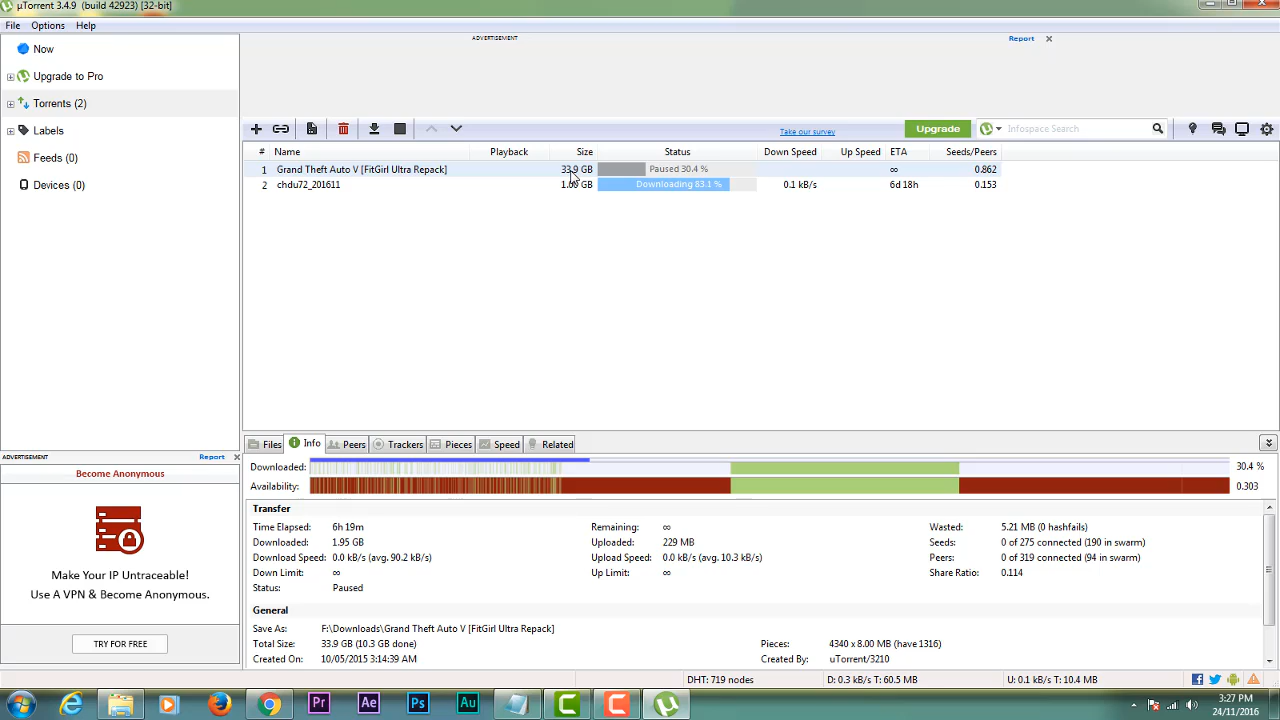 µTorrent 3.4.9 (build 42923) [32-bit]
File Options Help
ADVERTISEMENT Report
Now
Upgrade to Pro
Torrents (2)
Labels
Feeds (0)
Devices (0)
Take our survey Upgrade Infospace Search
# Name Playback Size Status Down Speed Up Speed ETA Seeds/Peers
1 Grand Theft Auto V [FitGirl Ultra Repack] 33.9 GB Paused 30.4 % ∞ 0.862
2 chdu72_201611 GB Downloading 83.1 % 0.1 kB/s 6d 18h 0.153
Files Info Peers Trackers Pieces Speed Related
ADVERTISEMENT Report
Become Anonymous
Make Your IP Untraceable!
Use A VPN & Become Anonymous.
TRY FOR FREE
Downloaded: 30.4 %
Availability: 0.303
Transfer
Time Elapsed: 6h 19m Remaining: ∞ Wasted: 5.21 MB (0 hashfails)
Downloaded: 1.95 GB Uploaded: 229 MB Seeds: 0 of 275 connected (190 in swarm)
Download Speed: 0.0 kB/s (avg. 90.2 kB/s) Upload Speed: 0.0 kB/s (avg. 10.3 kB/s) Peers: 0 of 319 connected (94 in swarm)
Down Limit: ∞ Up Limit: ∞ Share Ratio: 0.114
Status: Paused
General
Save As: F:\Downloads\Grand Theft Auto V [FitGirl Ultra Repack]
Total Size: 33.9 GB (10.3 GB done) Pieces: 4340 x 8.00 MB (have 1316)
Created On: 10/05/2015 3:14:39 AM Created By: uTorrent/3210
DHT: 719 nodes D: 0.3 kB/s T: 60.5 MB U: 0.1 kB/s T: 10.4 MB
Pr Ae Ps Au
3:27 PM
24/11/2016